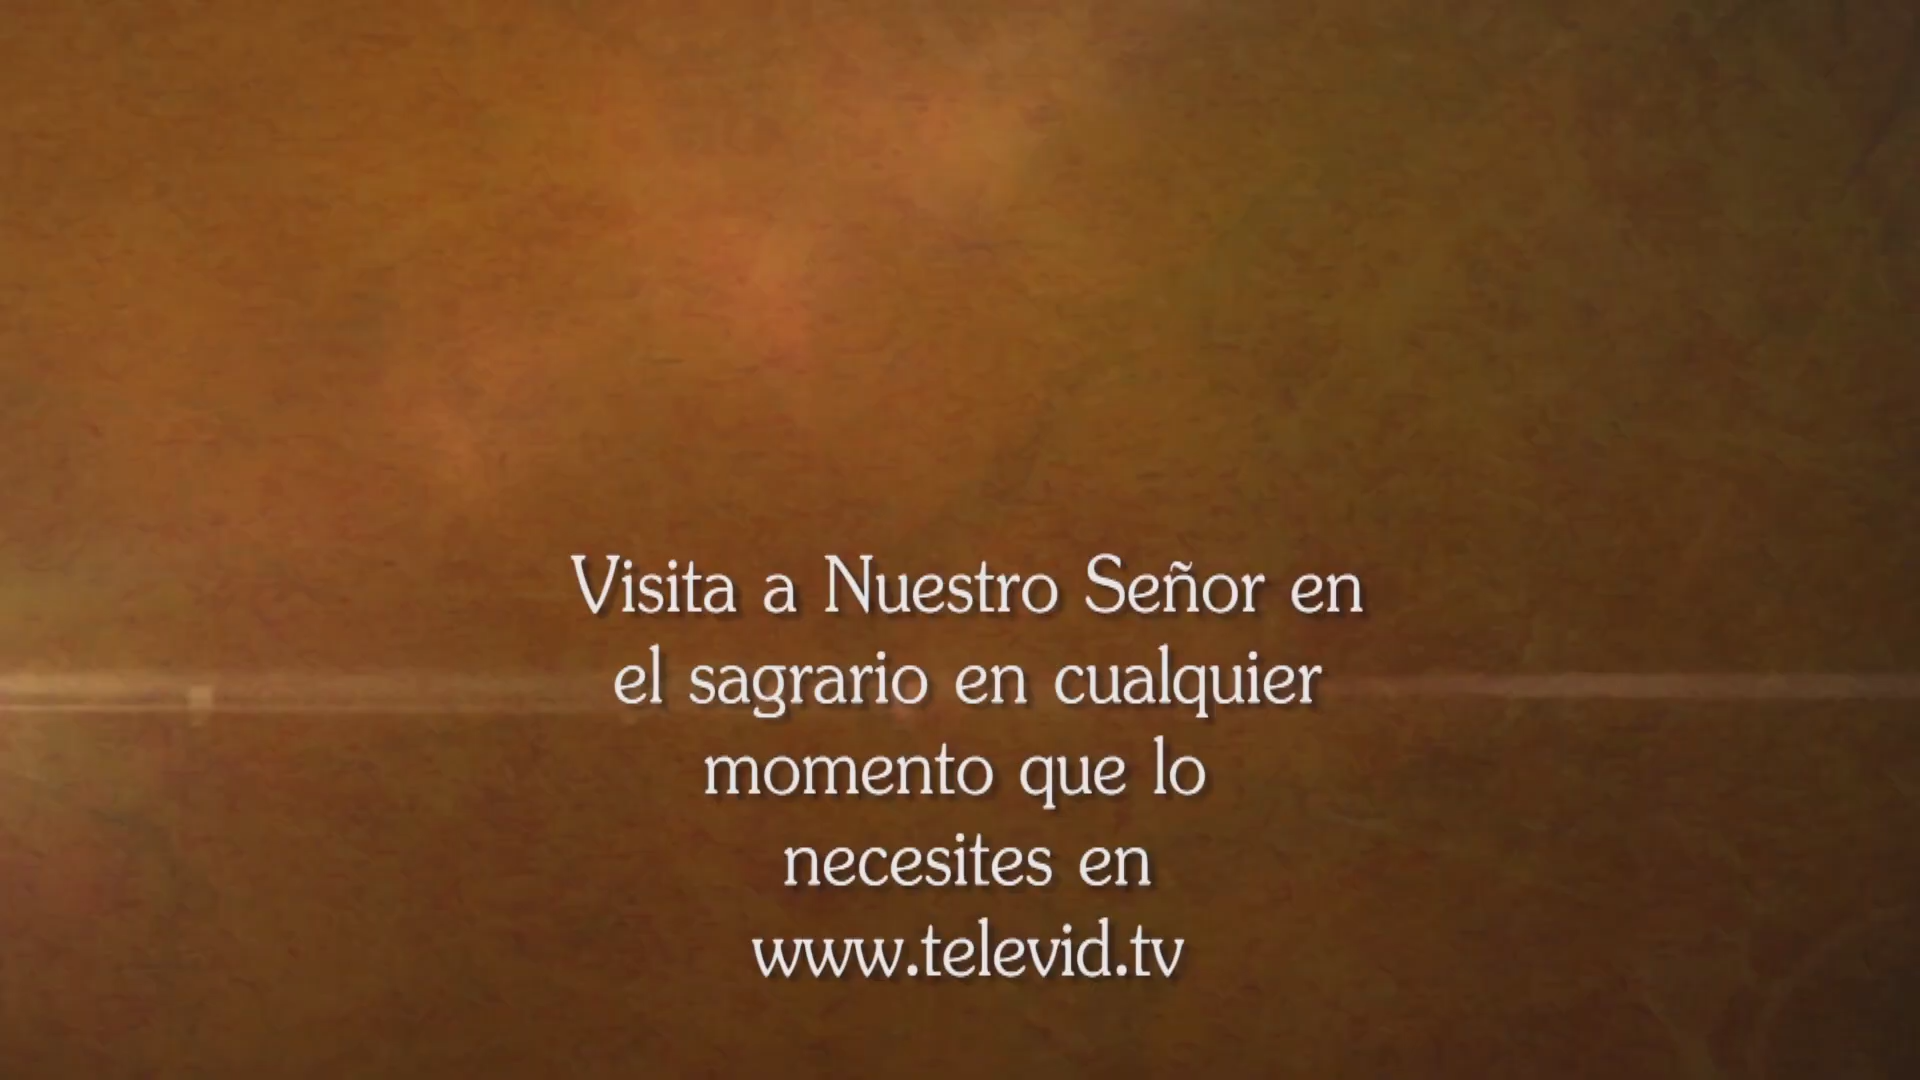 Visita a Nuestro Señor en
el sagrario en cualquier
momento que lo
necesites en
www.televid.tv